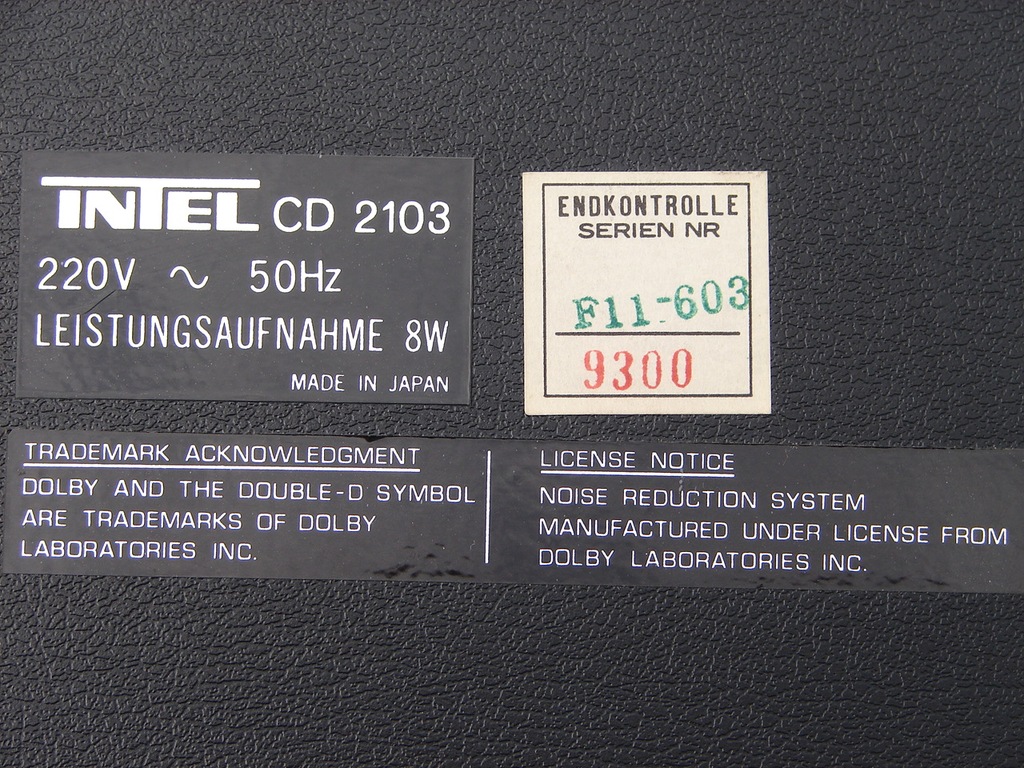 INTEL CD 2103
220V ~ 50Hz
LEISTUNGSAUFNAHME 8W
MADE IN JAPAN
ENDKONTROLLE
SERIEN NR
F11-603
9300
TRADEMARK ACKNOWLEDGMENT
DOLBY AND THE DOUBLE-D SYMBOL
ARE TRADEMARKS OF DOLBY
LABORATORIES INC.
LICENSE NOTICE
NOISE REDUCTION SYSTEM
MANUFACTURED UNDER LICENSE FROM
DOLBY LABORATORIES INC.